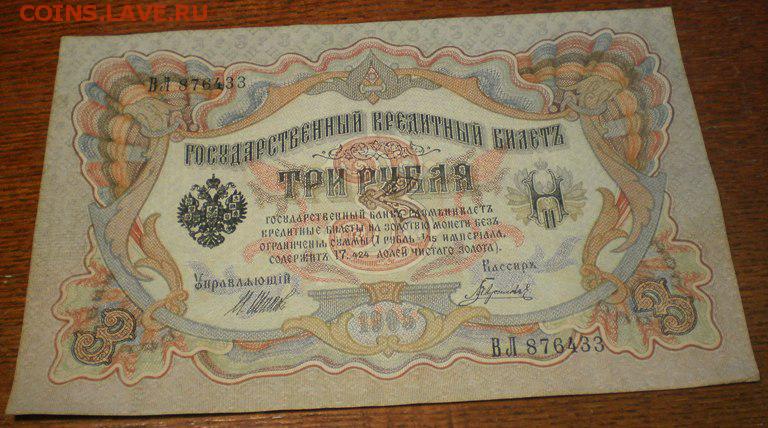 COINS.LAVE.RU
ВЛ 876433
ГОСУДАРСТВЕННЫЙ КРЕДИТНЫЙ БИЛЕТЪ
ТРИ РУБЛЯ
3
Н II
ГОСУДАРСТВЕННЫЙ БАНКЪ РАЗМѢНИВАЕТЪ
КРЕДИТНЫЕ БИЛЕТЫ НА ЗОЛОТУЮ МОНЕТУ БЕЗЪ
ОГРАНИЧЕНІЯ СУММЫ (1 РУБЛЬ = 1/15 ИМПЕРІАЛА,
СОДЕРЖИТЪ 17,424 ДОЛЕЙ ЧИСТАГО ЗОЛОТА).
УПРАВЛЯЮЩІЙ
КАССИРЪ
1905
3
3
ВЛ 876433